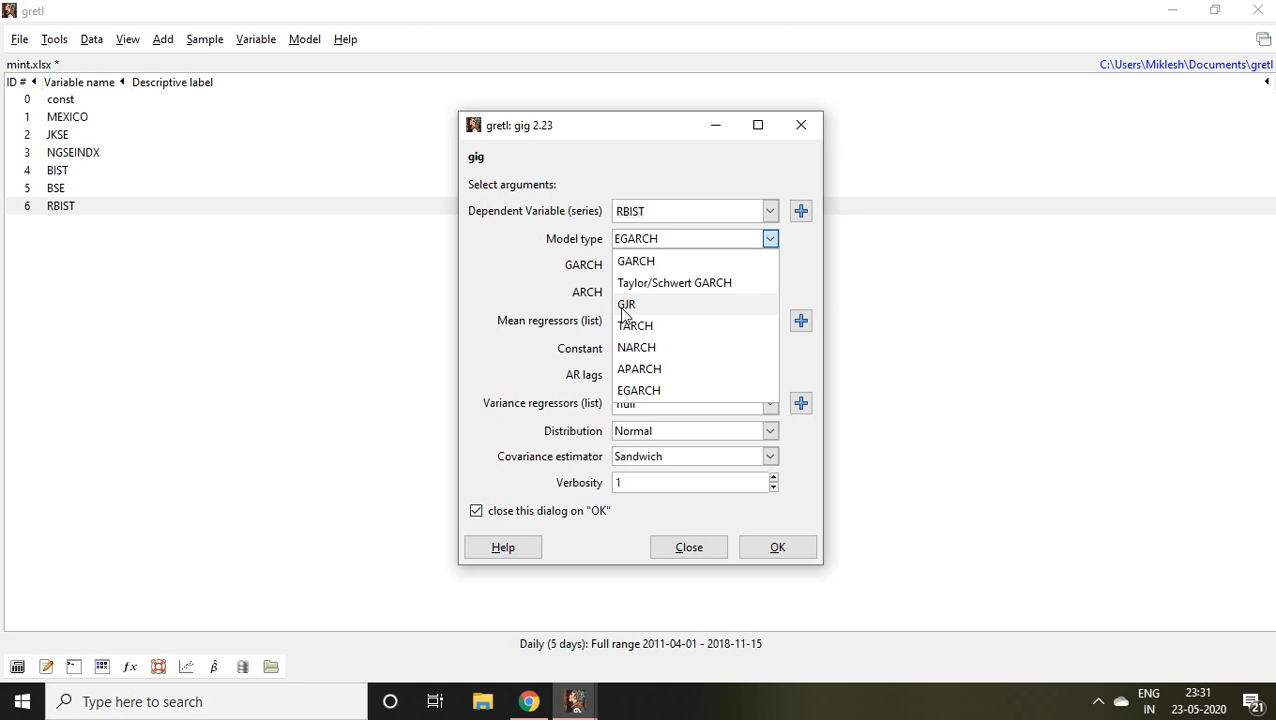 gretl
File Tools Data View Add Sample Variable Model Help
mint.xlsx *
C:\Users\Miklesh\Documents\gretl
ID # Variable name Descriptive label
0 const
1 MEXICO
2 JKSE
3 NGSEINDX
4 BIST
5 BSE
6 RBIST
gretl: gig 2.23
gig
Select arguments:
Dependent Variable (series) RBIST
Model type EGARCH
GARCH
ARCH
Mean regressors (list)
Constant
AR lags
GARCH
Taylor/Schwert GARCH
GJR
TARCH
NARCH
APARCH
EGARCH
Variance regressors (list) null
Distribution Normal
Covariance estimator Sandwich
Verbosity 1
close this dialog on "OK"
Help Close OK
Daily (5 days): Full range 2011-04-01 - 2018-11-15
fx β
Type here to search
ENG
IN
23:31
23-05-2020
21